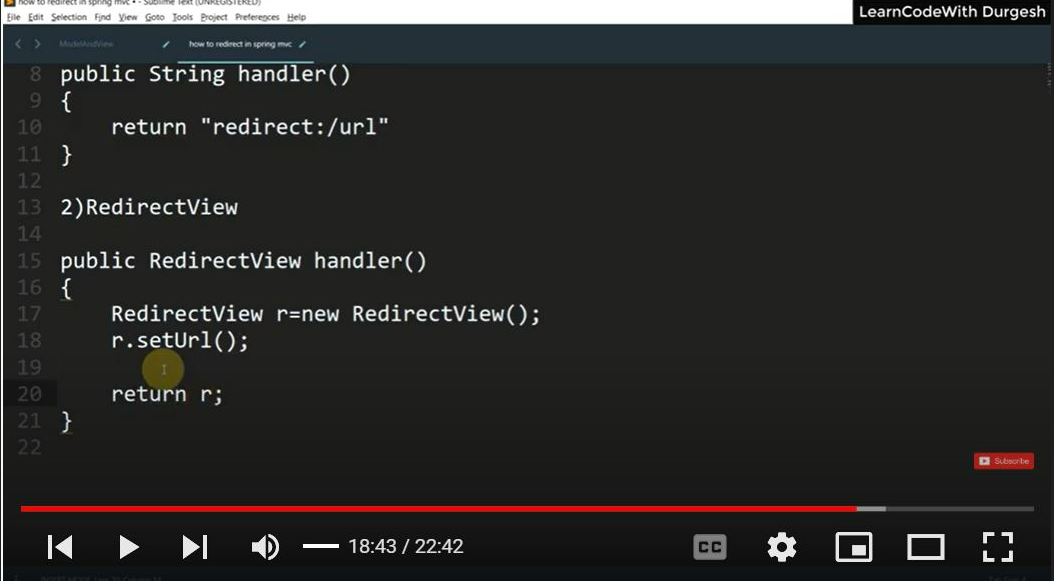 how to redirect in spring mvc • - Sublime Text (UNREGISTERED)
LearnCodeWith Durgesh
File Edit Selection Find View Goto Tools Project Preferences Help
ModelAndView how to redirect in spring mvc
8 public String handler()
9 {
10 return "redirect:/url"
11 }
12
13 2)RedirectView
14
15 public RedirectView handler()
16 {
17 RedirectView r=new RedirectView();
18 r.setUrl();
19
20 return r;
21 }
22
Subscribe
18:43 / 22:42
CC